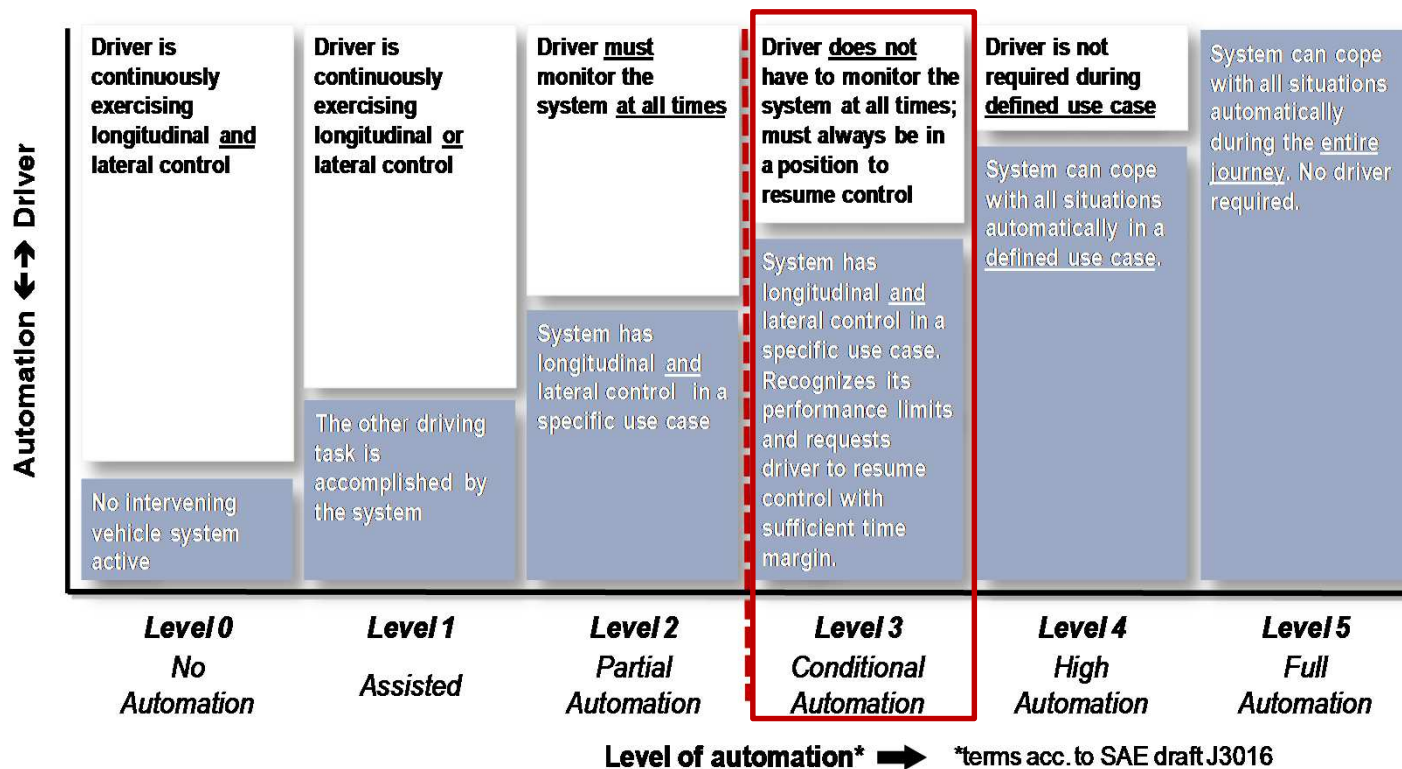 Automation ←→ Driver
Driver is
continuously
exercising
longitudinal and
lateral control
No intervening
vehicle system
active
Level 0
No
Automation
Driver is
continuously
exercising
longitudinal or
lateral control
The other driving
task is
accomplished by
the system
Level 1
Assisted
Driver must
monitor the
system at all times
System has
longitudinal and
lateral control in a
specific use case
Level 2
Partial
Automation
Driver does not
have to monitor the
system at all times;
must always be in
a position to
resume control
System has
longitudinal and
lateral control in a
specific use case.
Recognizes its
performance limits
and requests
driver to resume
control with
sufficient time
margin.
Level 3
Conditional
Automation
Driver is not
required during
defined use case
System can cope
with all situations
automatically in a
defined use case.
Level 4
High
Automation
System can cope
with all situations
automatically
during the entire
journey. No driver
required.
Level 5
Full
Automation
Level of automation* ➡ *terms acc. to SAE draft J3016